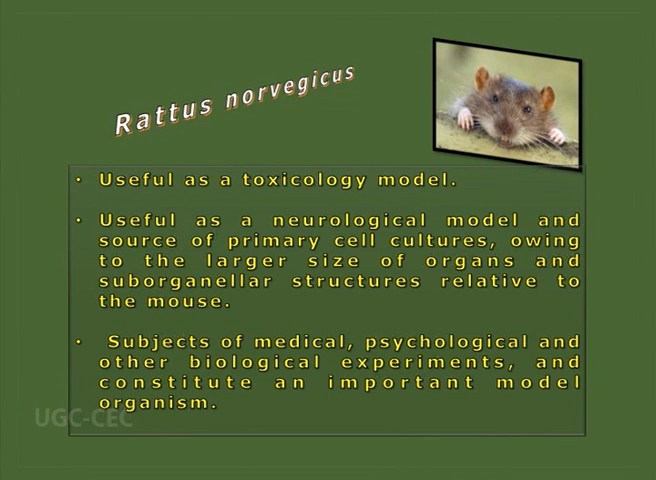 Rattus norvegicus
• Useful as a toxicology model.
• Useful as a neurological model and
source of primary cell cultures, owing
to the larger size of organs and
suborganellar structures relative to
the mouse.
• Subjects of medical, psychological and
other biological experiments, and
constitute an important model
organism.
UGC-CEC